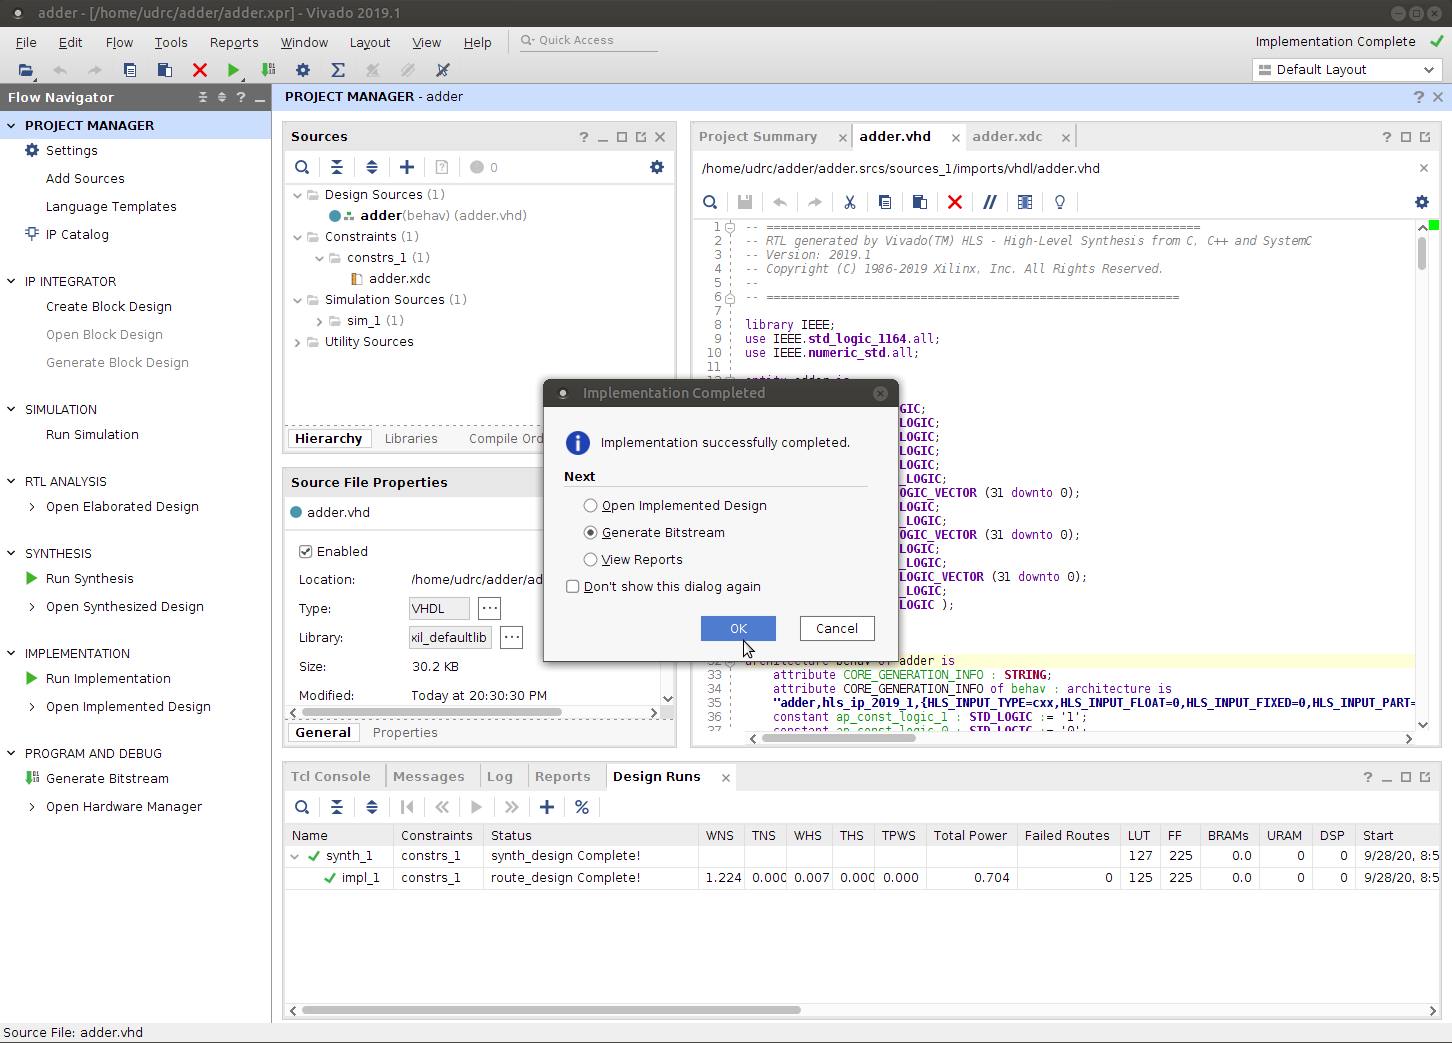 adder - [/home/udrc/adder/adder.xpr] - Vivado 2019.1
File Edit Flow Tools Reports Window Layout View Help Quick Access
Implementation Complete
Default Layout
Flow Navigator
PROJECT MANAGER
Settings
Add Sources
Language Templates
IP Catalog
IP INTEGRATOR
Create Block Design
Open Block Design
Generate Block Design
SIMULATION
Run Simulation
RTL ANALYSIS
Open Elaborated Design
SYNTHESIS
Run Synthesis
Open Synthesized Design
IMPLEMENTATION
Run Implementation
Open Implemented Design
PROGRAM AND DEBUG
Generate Bitstream
Open Hardware Manager
PROJECT MANAGER - adder
Sources
0
Design Sources (1)
adder(behav) (adder.vhd)
Constraints (1)
constrs_1 (1)
adder.xdc
Simulation Sources (1)
sim_1 (1)
Utility Sources
Hierarchy Libraries Compile Ord
Source File Properties
adder.vhd
Enabled
Location: /home/udrc/adder/ad
Type: VHDL
Library: xil_defaultlib
Size: 30.2 KB
Modified: Today at 20:30:30 PM
General Properties
Project Summary adder.vhd adder.xdc
/home/udrc/adder/adder.srcs/sources_1/imports/vhdl/adder.vhd
1 -- ==============================================================
2 -- RTL generated by Vivado(TM) HLS - High-Level Synthesis from C, C++ and SystemC
3 -- Version: 2019.1
4 -- Copyright (C) 1986-2019 Xilinx, Inc. All Rights Reserved.
5 --
6 -- ===========================================================
7
8 library IEEE;
9 use IEEE.std_logic_1164.all;
10 use IEEE.numeric_std.all;
11
12 entity adder is
GIC;
LOGIC;
LOGIC;
LOGIC;
LOGIC;
_LOGIC;
OGIC_VECTOR (31 downto 0);
LOGIC;
_LOGIC;
OGIC_VECTOR (31 downto 0);
LOGIC;
_LOGIC;
LOGIC_VECTOR (31 downto 0);
_LOGIC;
LOGIC );
32 architecture behav of adder is
33 attribute CORE_GENERATION_INFO : STRING;
34 attribute CORE_GENERATION_INFO of behav : architecture is
35 "adder,hls_ip_2019_1,{HLS_INPUT_TYPE=cxx,HLS_INPUT_FLOAT=0,HLS_INPUT_FIXED=0,HLS_INPUT_PART=
36 constant ap_const_logic_1 : STD_LOGIC := '1';
37 constant ap_const_logic_0 : STD_LOGIC := '0';
Implementation Completed
Implementation successfully completed.
Next
Open Implemented Design
Generate Bitstream
View Reports
Don't show this dialog again
OK Cancel
Tcl Console Messages Log Reports Design Runs
Name Constraints Status WNS TNS WHS THS TPWS Total Power Failed Routes LUT FF BRAMs URAM DSP Start
synth_1 constrs_1 synth_design Complete! 127 225 0.0 0 0 9/28/20, 8:5
impl_1 constrs_1 route_design Complete! 1.224 0.000 0.007 0.000 0.000 0.704 0 125 225 0.0 0 0 9/28/20, 8:5
Source File: adder.vhd